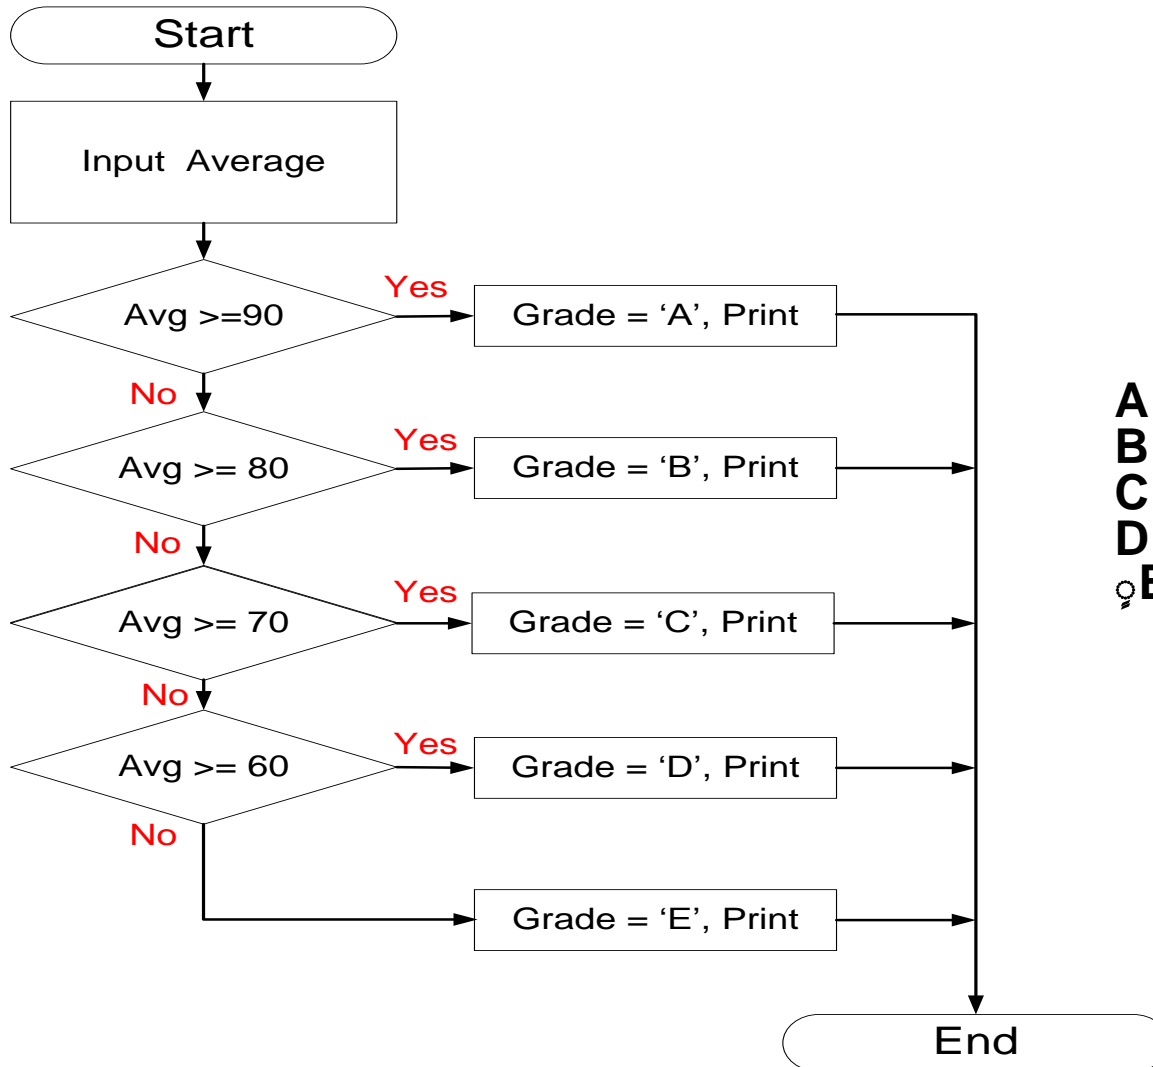 Start
Input Average
Avg >=90
Yes
Grade = ‘A’, Print
No
Avg >= 80
Yes
Grade = ‘B’, Print
No
Avg >= 70
Yes
Grade = ‘C’, Print
No
Avg >= 60
Yes
Grade = ‘D’, Print
No
Grade = ‘E’, Print
End
A
B
C
D